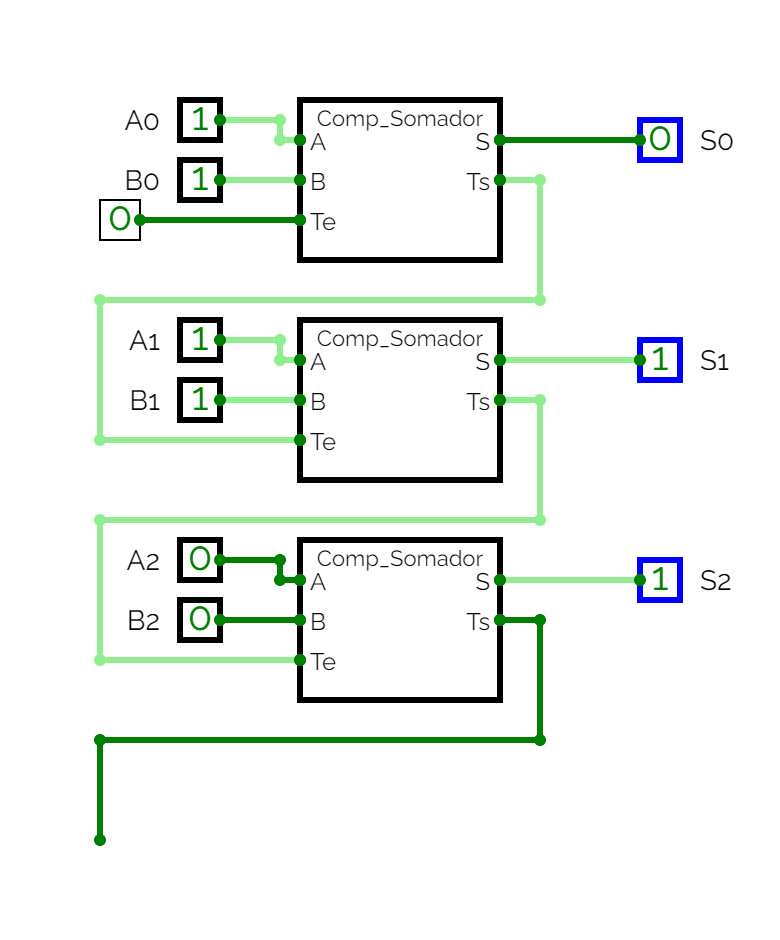 A0 1 Comp_Somador
A S 0 S0
B0 1 B Ts
0 Te
A1 1 Comp_Somador
A S 1 S1
B1 1 B Ts
Te
A2 0 Comp_Somador
A S 1 S2
B2 0 B Ts
Te